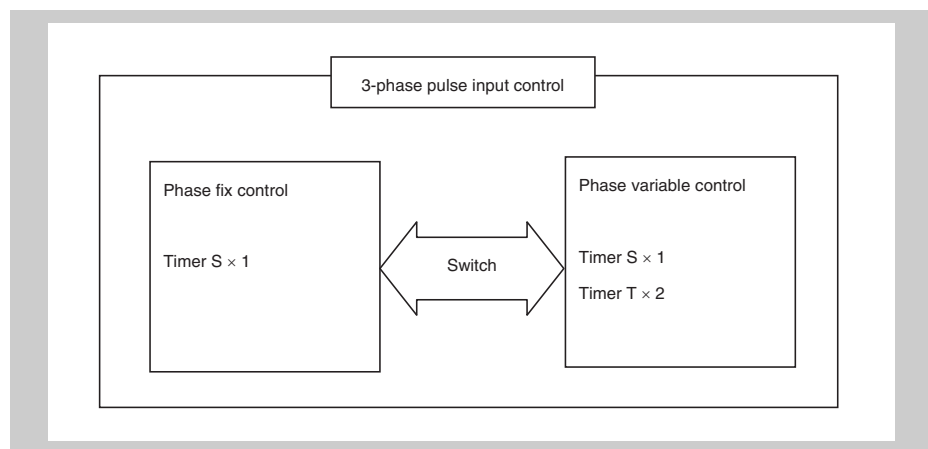 3-phase pulse input control
Phase fix control
Timer S × 1
Switch
Phase variable control
Timer S × 1
Timer T × 2